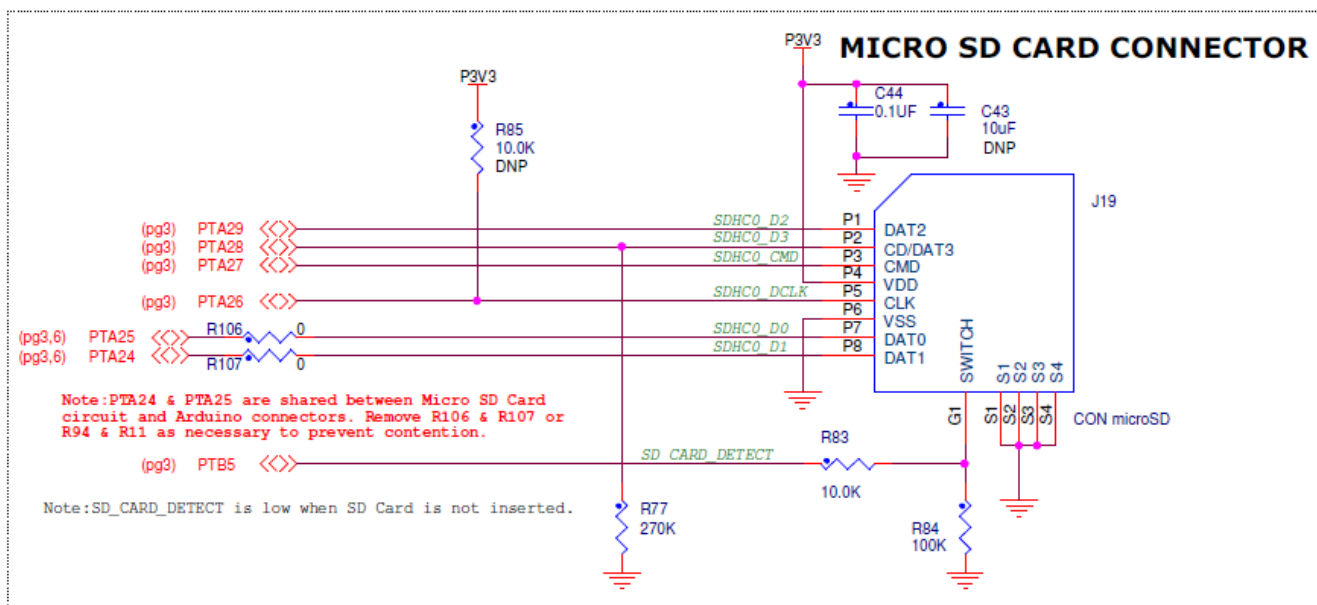 P3V3
MICRO SD CARD CONNECTOR
P3V3
C44
0.1UF
C43
10uF
DNP
R85
10.0K
DNP
J19
(pg3) PTA29 SDHC0_D2 P1 DAT2
(pg3) PTA28 SDHC0_D3 P2 CD/DAT3
(pg3) PTA27 SDHC0_CMD P3 CMD
P4 VDD
(pg3) PTA26 SDHC0_DCLK P5 CLK
P6 VSS
(pg3,6) PTA25 R106 0 SDHC0_D0 P7 DAT0
(pg3,6) PTA24 R107 0 SDHC0_D1 P8 DAT1
SWITCH S1 S2 S3 S4
G1 S1 S2 S3 S4
CON microSD
Note:PTA24 & PTA25 are shared between Micro SD Card
circuit and Arduino connectors. Remove R106 & R107 or
R94 & R11 as necessary to prevent contention.
(pg3) PTB5 SD_CARD_DETECT
R83
10.0K
Note:SD_CARD_DETECT is low when SD Card is not inserted.
R77
270K
R84
100K